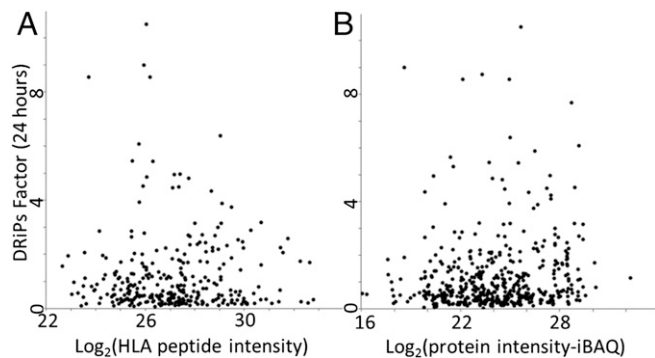 A
B
DRiPs Factor (24 hours)
8
4
0
22 26 30
Log₂(HLA peptide intensity)
8
4
0
16 22 28
Log₂(protein intensity-iBAQ)